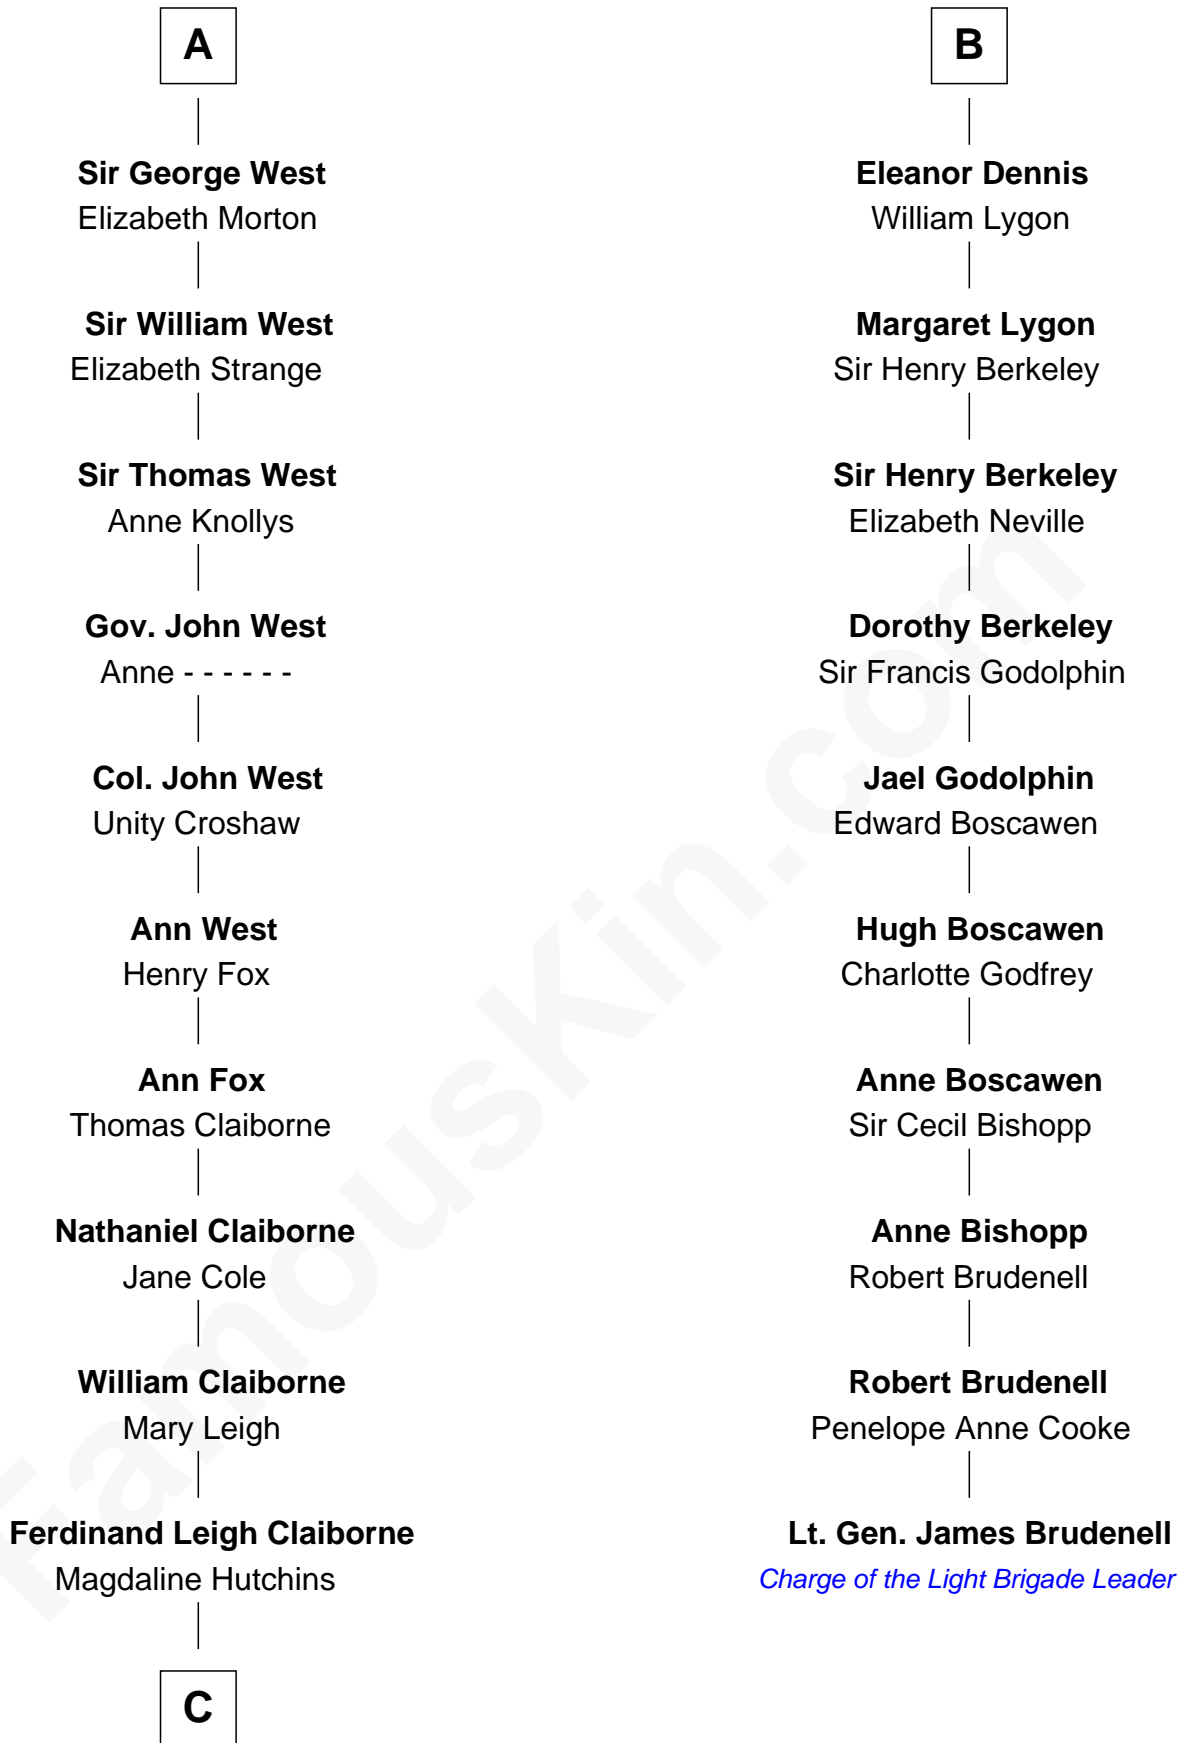 A
Sir George West
Elizabeth Morton
Sir William West
Elizabeth Strange
Sir Thomas West
Anne Knollys
Gov. John West
Anne - - - - - -
Col. John West
Unity Croshaw
Ann West
Henry Fox
Ann Fox
Thomas Claiborne
Nathaniel Claiborne
Jane Cole
William Claiborne
Mary Leigh
Ferdinand Leigh Claiborne
Magdaline Hutchins
C
B
Eleanor Dennis
William Lygon
Margaret Lygon
Sir Henry Berkeley
Sir Henry Berkeley
Elizabeth Neville
Dorothy Berkeley
Sir Francis Godolphin
Jael Godolphin
Edward Boscawen
Hugh Boscawen
Charlotte Godfrey
Anne Boscawen
Sir Cecil Bishopp
Anne Bishopp
Robert Brudenell
Robert Brudenell
Penelope Anne Cooke
Lt. Gen. James Brudenell
Charge of the Light Brigade Leader
FamousKin.com